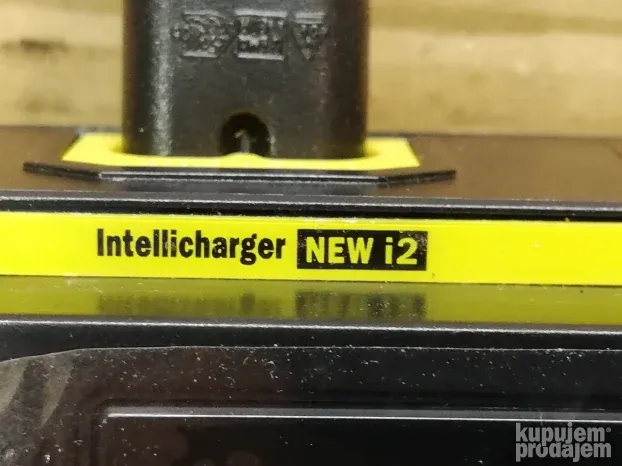 Intellicharger NEW i2
kupujem
prodajem